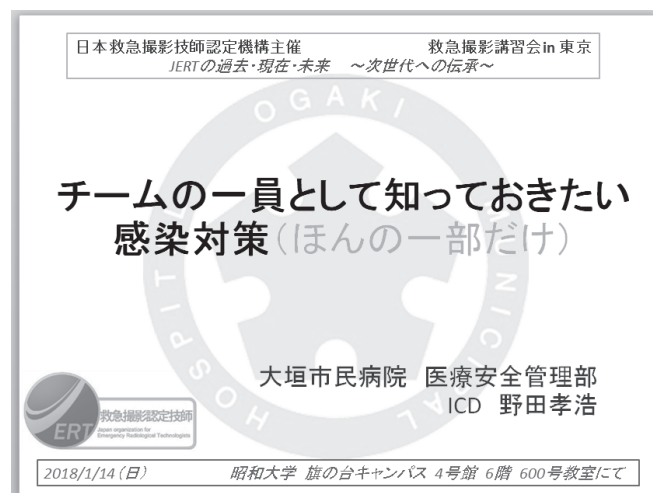 日本救急撮影技師認定機構主催 救急撮影講習会in 東京
JERTの過去・現在・未来 ～次世代への伝承～
OGAKI MUNICIPAL HOSPITAL
チームの一員として知っておきたい
感染対策(ほんの一部だけ)
大垣市民病院 医療安全管理部
ICD 野田孝浩
救急撮影認定技師
ERT
Japan organization for
Emergency Radiological Technologists
2018/1/14(日) 昭和大学 旗の台キャンパス 4号館 6階 600号教室にて